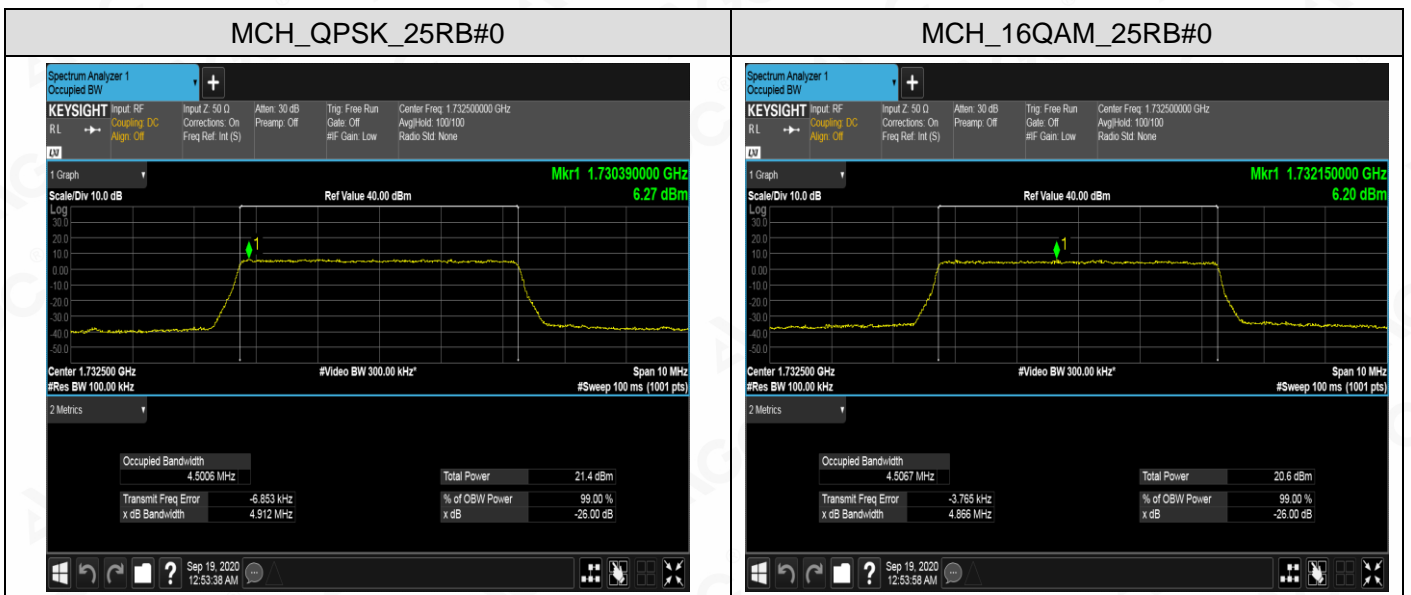 MCH_QPSK_25RB#0
MCH_16QAM_25RB#0
Spectrum Analyzer 1
Occupied BW
+
KEYSIGHT
R L
LXI
Input: RF
Coupling: DC
Align: Off
Input Z: 50 Ω
Corrections: On
Freq Ref: Int (S)
Atten: 30 dB
Preamp: Off
Trig: Free Run
Gate: Off
#IF Gain: Low
Center Freq: 1.732500000 GHz
Avg|Hold: 100/100
Radio Std: None
1 Graph
Scale/Div 10.0 dB
Ref Value 40.00 dBm
Mkr1 1.730390000 GHz
6.27 dBm
Log
30.0
20.0
10.0
0.00
-10.0
-20.0
-30.0
-40.0
-50.0
1
Center 1.732500 GHz
#Res BW 100.00 kHz
#Video BW 300.00 kHz*
Span 10 MHz
#Sweep 100 ms (1001 pts)
2 Metrics
Occupied Bandwidth
4.5006 MHz
Total Power 21.4 dBm
Transmit Freq Error -6.853 kHz
% of OBW Power 99.00 %
x dB Bandwidth 4.912 MHz
x dB -26.00 dB
?
Sep 19, 2020
12:53:38 AM
Spectrum Analyzer 1
Occupied BW
+
KEYSIGHT
R L
LXI
Input: RF
Coupling: DC
Align: Off
Input Z: 50 Ω
Corrections: On
Freq Ref: Int (S)
Atten: 30 dB
Preamp: Off
Trig: Free Run
Gate: Off
#IF Gain: Low
Center Freq: 1.732500000 GHz
Avg|Hold: 100/100
Radio Std: None
1 Graph
Scale/Div 10.0 dB
Ref Value 40.00 dBm
Mkr1 1.732150000 GHz
6.20 dBm
Log
30.0
20.0
10.0
0.00
-10.0
-20.0
-30.0
-40.0
-50.0
1
Center 1.732500 GHz
#Res BW 100.00 kHz
#Video BW 300.00 kHz*
Span 10 MHz
#Sweep 100 ms (1001 pts)
2 Metrics
Occupied Bandwidth
4.5067 MHz
Total Power 20.6 dBm
Transmit Freq Error -3.765 kHz
% of OBW Power 99.00 %
x dB Bandwidth 4.866 MHz
x dB -26.00 dB
?
Sep 19, 2020
12:53:58 AM